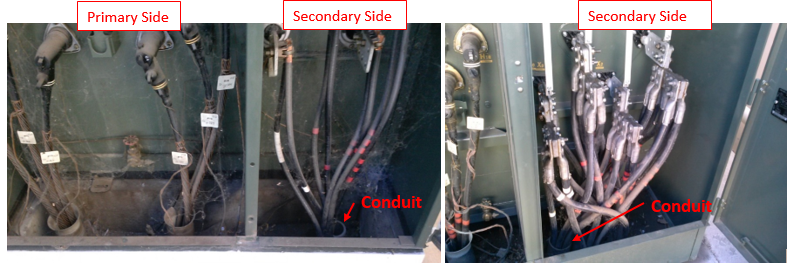 Primary Side
Secondary Side
Conduit
Secondary Side
Conduit